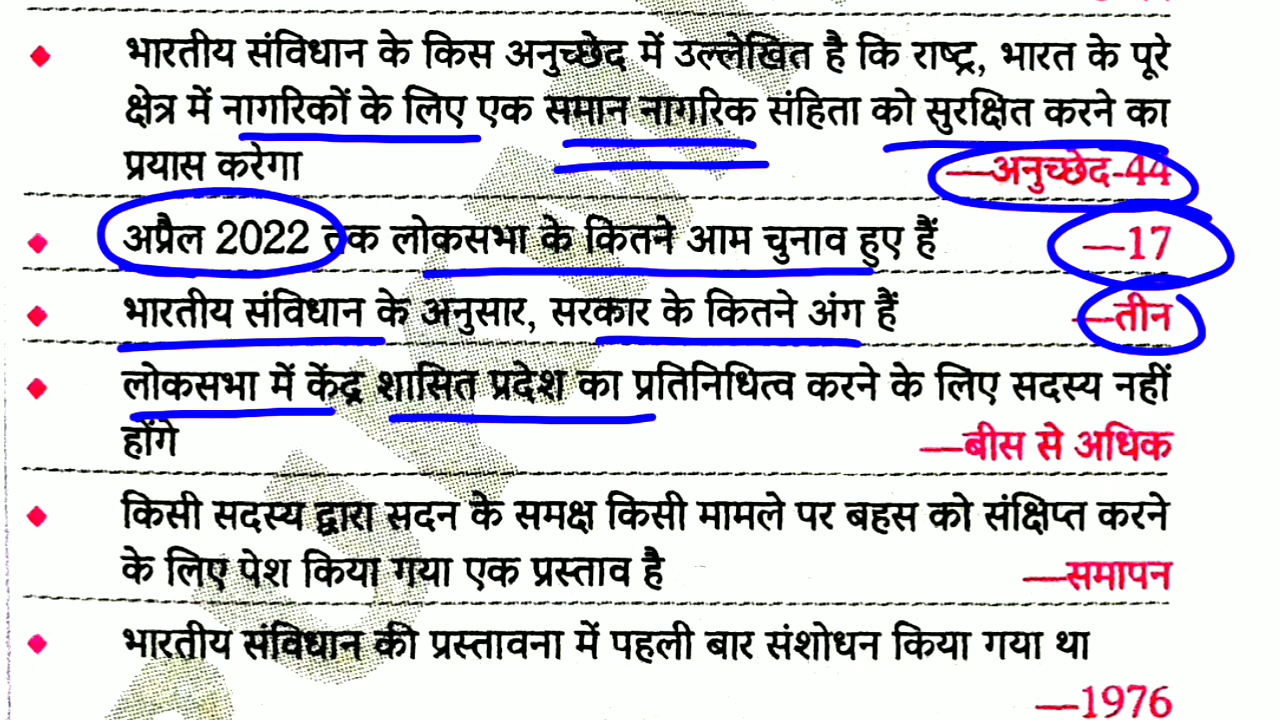 भारतीय संविधान के किस अनुच्छेद में उल्लेखित है कि राष्ट्र, भारत के पूरे
क्षेत्र में नागरिकों के लिए एक समान नागरिक संहिता को सुरक्षित करने का
प्रयास करेगा —अनुच्छेद-44
अप्रैल 2022 तक लोकसभा के कितने आम चुनाव हुए हैं —17
भारतीय संविधान के अनुसार, सरकार के कितने अंग हैं —तीन
लोकसभा में केंद्र शासित प्रदेश का प्रतिनिधित्व करने के लिए सदस्य नहीं
होंगे —बीस से अधिक
किसी सदस्य द्वारा सदन के समक्ष किसी मामले पर बहस को संक्षिप्त करने
के लिए पेश किया गया एक प्रस्ताव है —समापन
भारतीय संविधान की प्रस्तावना में पहली बार संशोधन किया गया था
—1976